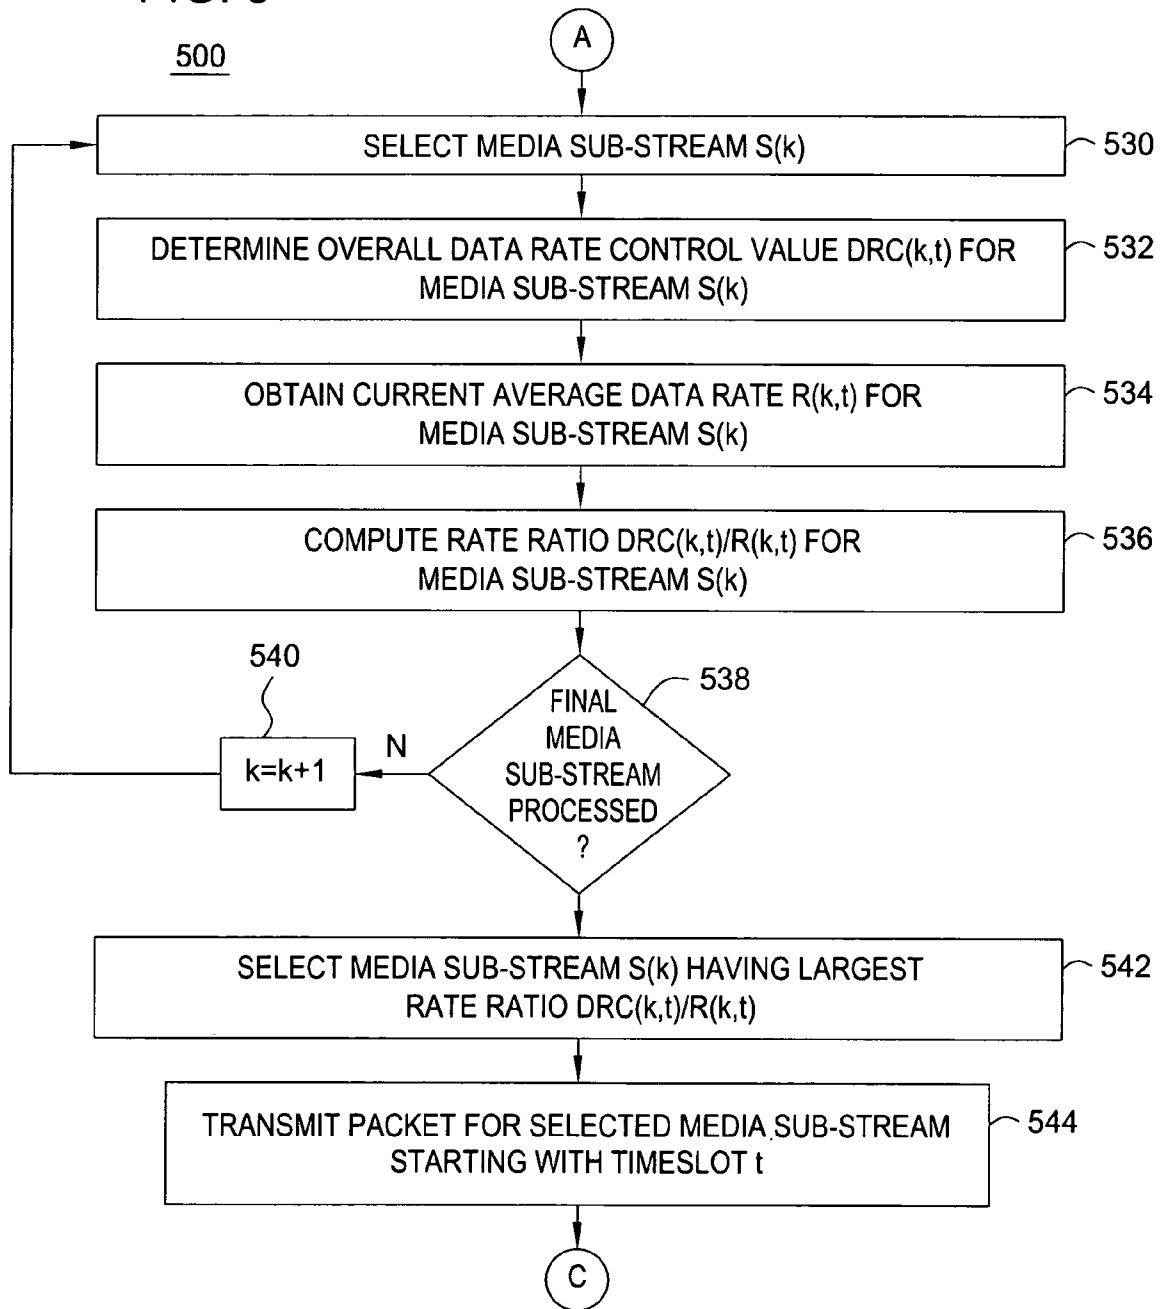 500
A
SELECT MEDIA SUB-STREAM S(k)
530
DETERMINE OVERALL DATA RATE CONTROL VALUE DRC(k,t) FOR
MEDIA SUB-STREAM S(k)
532
OBTAIN CURRENT AVERAGE DATA RATE R(k,t) FOR
MEDIA SUB-STREAM S(k)
534
COMPUTE RATE RATIO DRC(k,t)/R(k,t) FOR
MEDIA SUB-STREAM S(k)
536
540
k=k+1
N
FINAL
MEDIA
SUB-STREAM
PROCESSED
?
538
SELECT MEDIA SUB-STREAM S(k) HAVING LARGEST
RATE RATIO DRC(k,t)/R(k,t)
542
TRANSMIT PACKET FOR SELECTED MEDIA SUB-STREAM
STARTING WITH TIMESLOT t
544
C